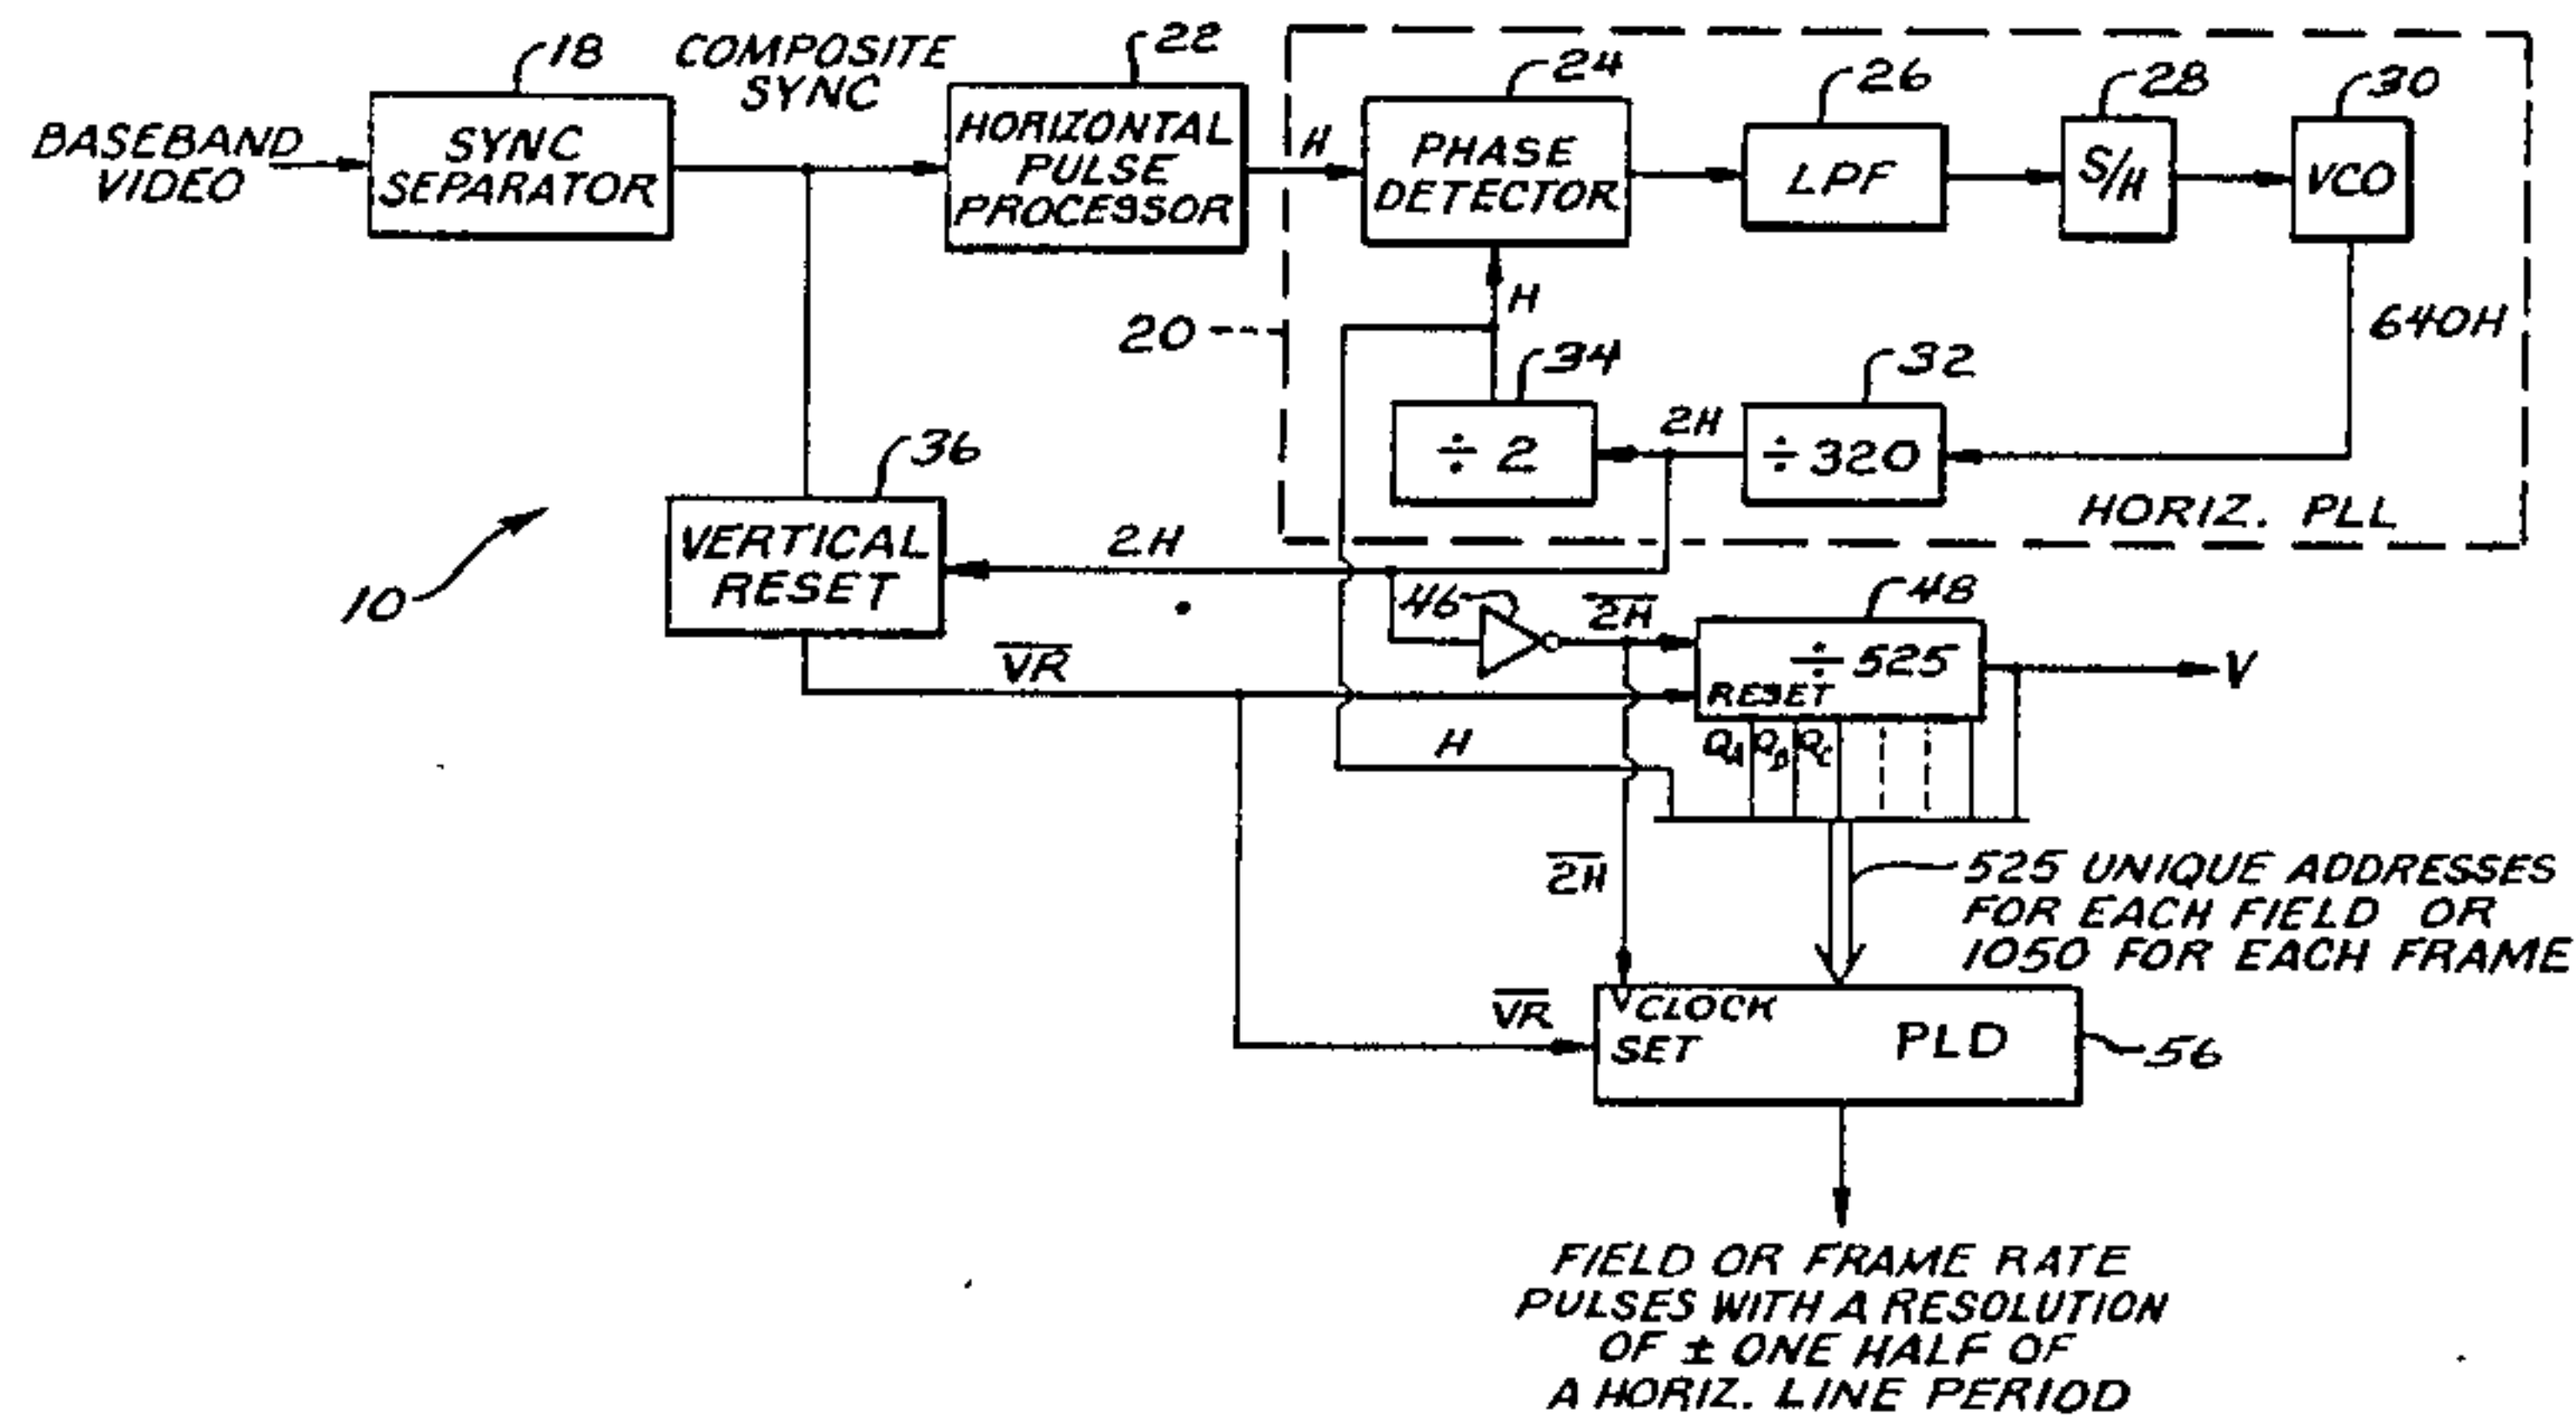 18
COMPOSITE
SYNC
22
24
26
28
30
BASEBAND
VIDEO
SYNC
SEPARATOR
HORIZONTAL
PULSE
PROCESSOR
H
PHASE
DETECTOR
LPF
S/H
VCO
H
640H
20
34
32
÷ 2
2H
÷ 320
HORIZ. PLL
36
VERTICAL
RESET
2H
10
46
2H̅
48
÷ 525
RESET
V
V̅R̅
H
QA QB QC
2H̅
525 UNIQUE ADDRESSES
FOR EACH FIELD OR
1050 FOR EACH FRAME
V̅R̅
CLOCK
SET
PLD
56
FIELD OR FRAME RATE
PULSES WITH A RESOLUTION
OF ± ONE HALF OF
A HORIZ. LINE PERIOD